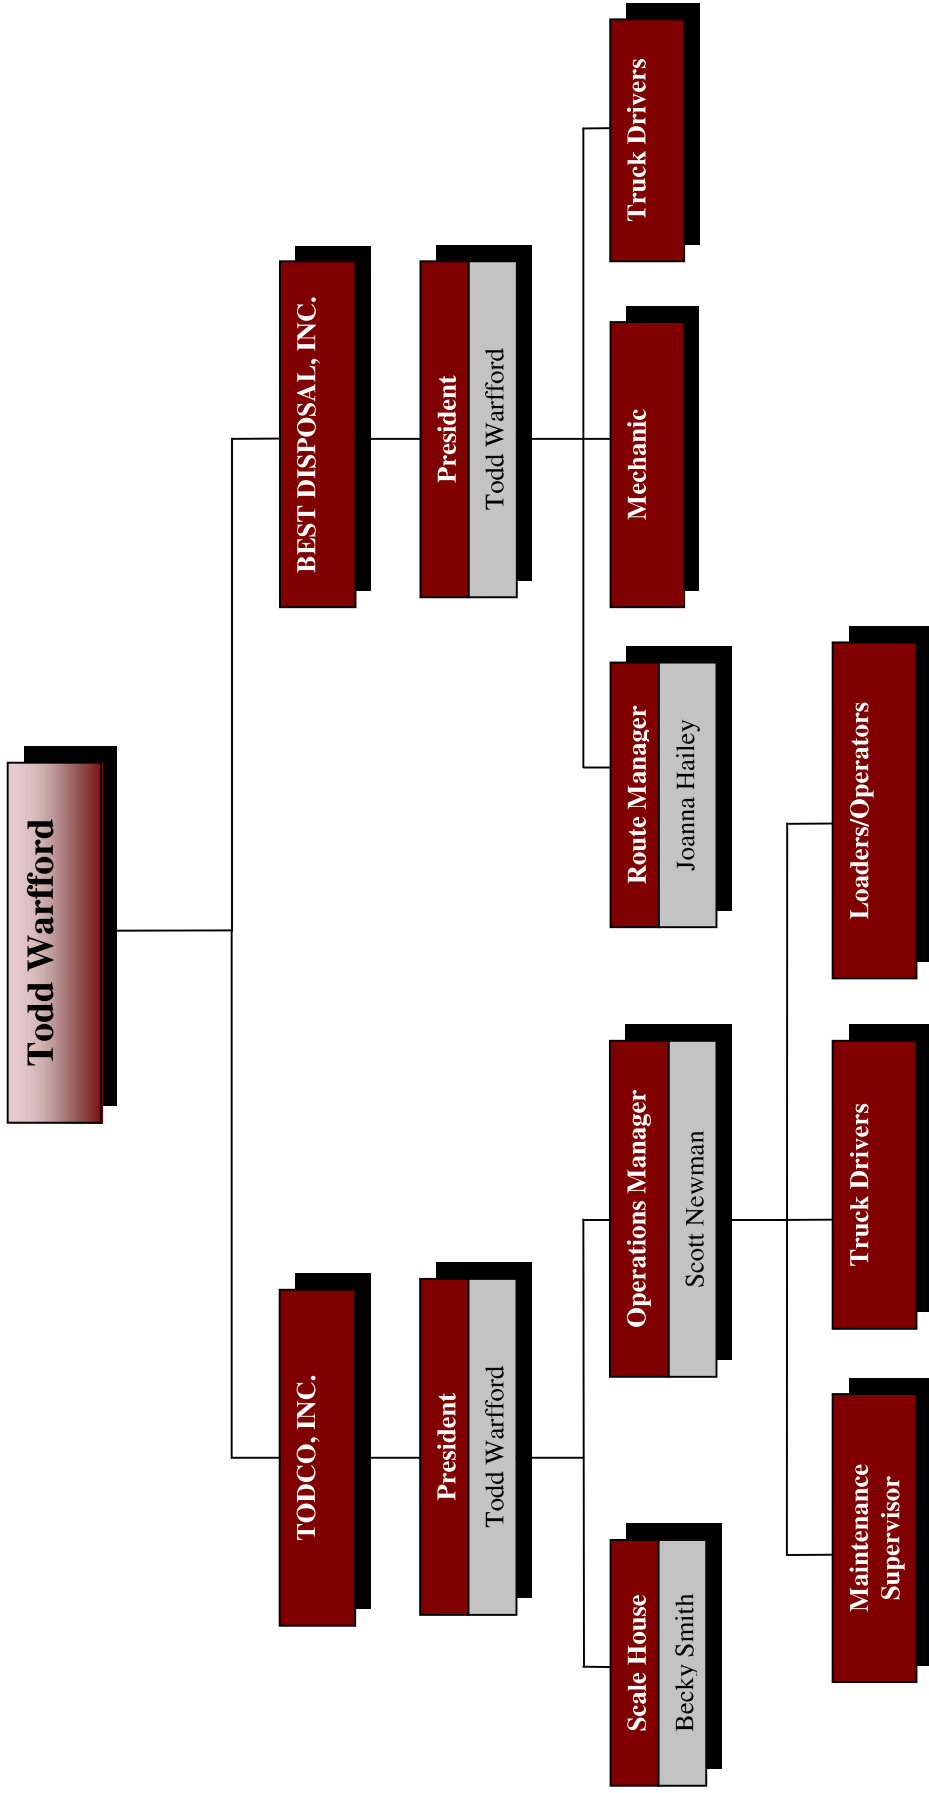 Todd Warfford
TODCO, INC.
BEST DISPOSAL, INC.
President
Todd Warfford
President
Todd Warfford
Scale House
Becky Smith
Operations Manager
Scott Newman
Route Manager
Joanna Hailey
Mechanic
Truck Drivers
Maintenance
Supervisor
Truck Drivers
Loaders/Operators